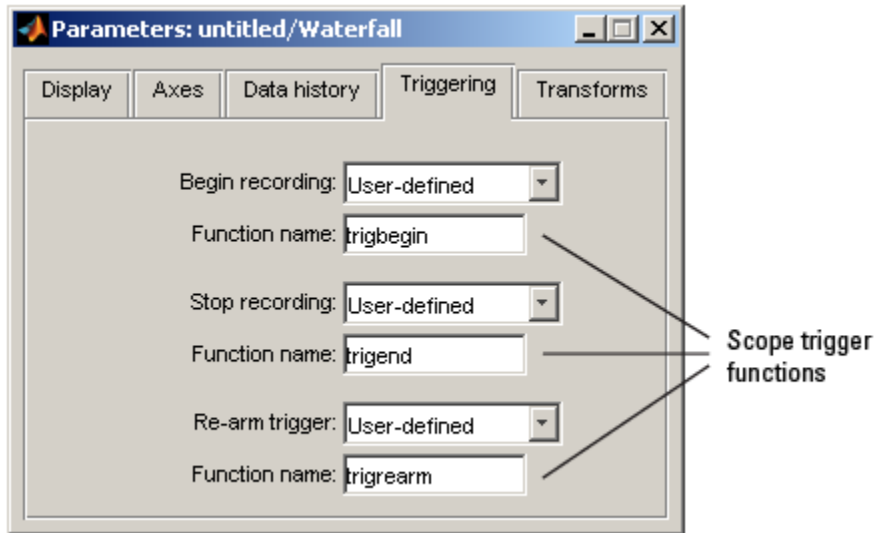 Parameters: untitled/Waterfall
Display Axes Data history Triggering Transforms
Begin recording: User-defined
Function name: trigbegin
Stop recording: User-defined
Function name: trigend
Re-arm trigger: User-defined
Function name: trigrearm
Scope trigger
functions